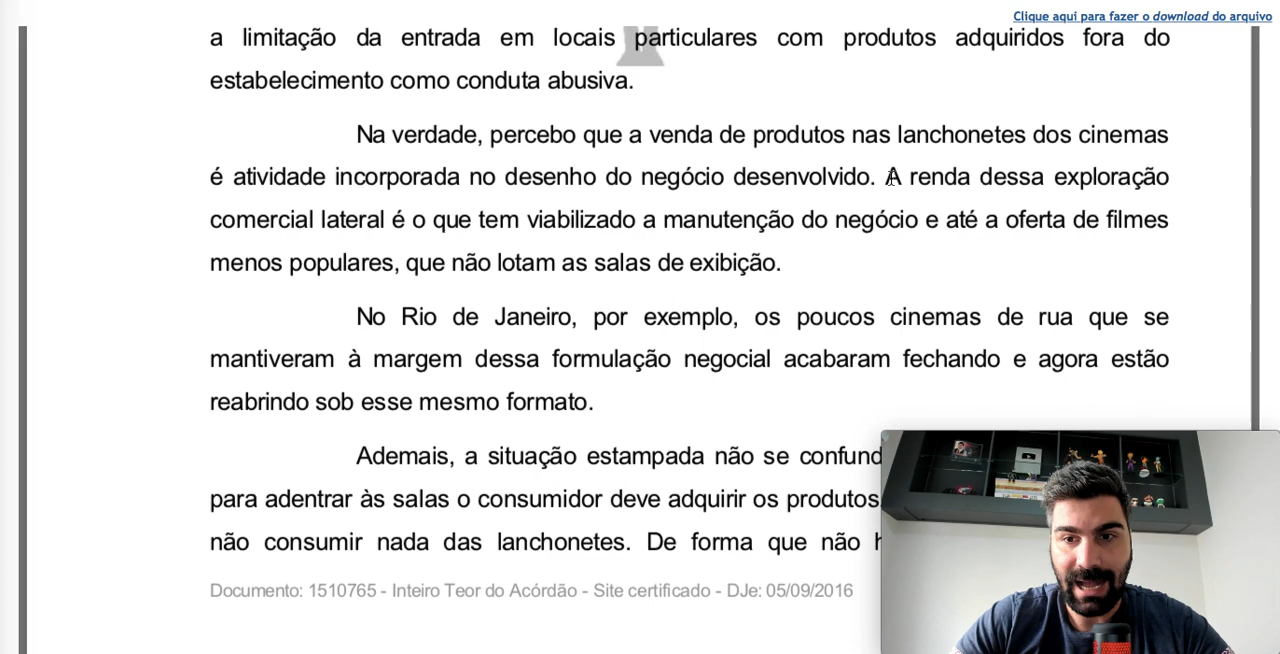 Clique aqui para fazer o download do arquivo
a limitação da entrada em locais particulares com produtos adquiridos fora do
estabelecimento como conduta abusiva.
Na verdade, percebo que a venda de produtos nas lanchonetes dos cinemas
é atividade incorporada no desenho do negócio desenvolvido. A renda dessa exploração
comercial lateral é o que tem viabilizado a manutenção do negócio e até a oferta de filmes
menos populares, que não lotam as salas de exibição.
No Rio de Janeiro, por exemplo, os poucos cinemas de rua que se
mantiveram à margem dessa formulação negocial acabaram fechando e agora estão
reabrindo sob esse mesmo formato.
Ademais, a situação estampada não se confund
para adentrar às salas o consumidor deve adquirir os produtos
não consumir nada das lanchonetes. De forma que não h
Documento: 1510765 - Inteiro Teor do Acórdão - Site certificado - DJe: 05/09/2016